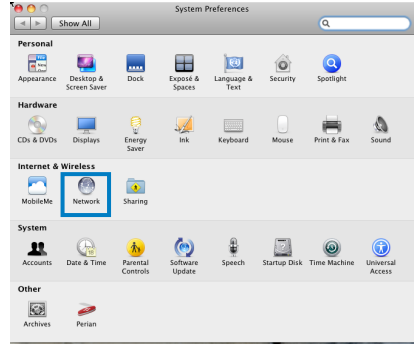 System Preferences
Show All
Personal
Appearance Desktop & Screen Saver Dock Exposé & Spaces Language & Text Security Spotlight
Hardware
CDs & DVDs Displays Energy Saver Ink Keyboard Mouse Print & Fax Sound
Internet & Wireless
MobileMe Network Sharing
System
Accounts Date & Time Parental Controls Software Update Speech Startup Disk Time Machine Universal Access
Other
Archives Perian